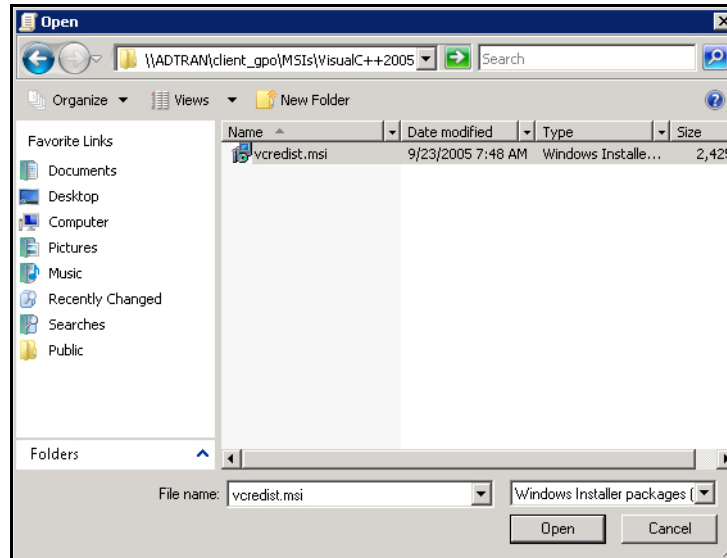 Open
\\ADTRAN\client_gpo\MSIs\VisualC++2005
Search
Organize Views New Folder
Favorite Links
Name Date modified Type Size
vcredist.msi 9/23/2005 7:48 AM Windows Installe... 2,425
Documents
Desktop
Computer
Pictures
Music
Recently Changed
Searches
Public
Folders
File name: vcredist.msi Windows Installer packages (
Open Cancel